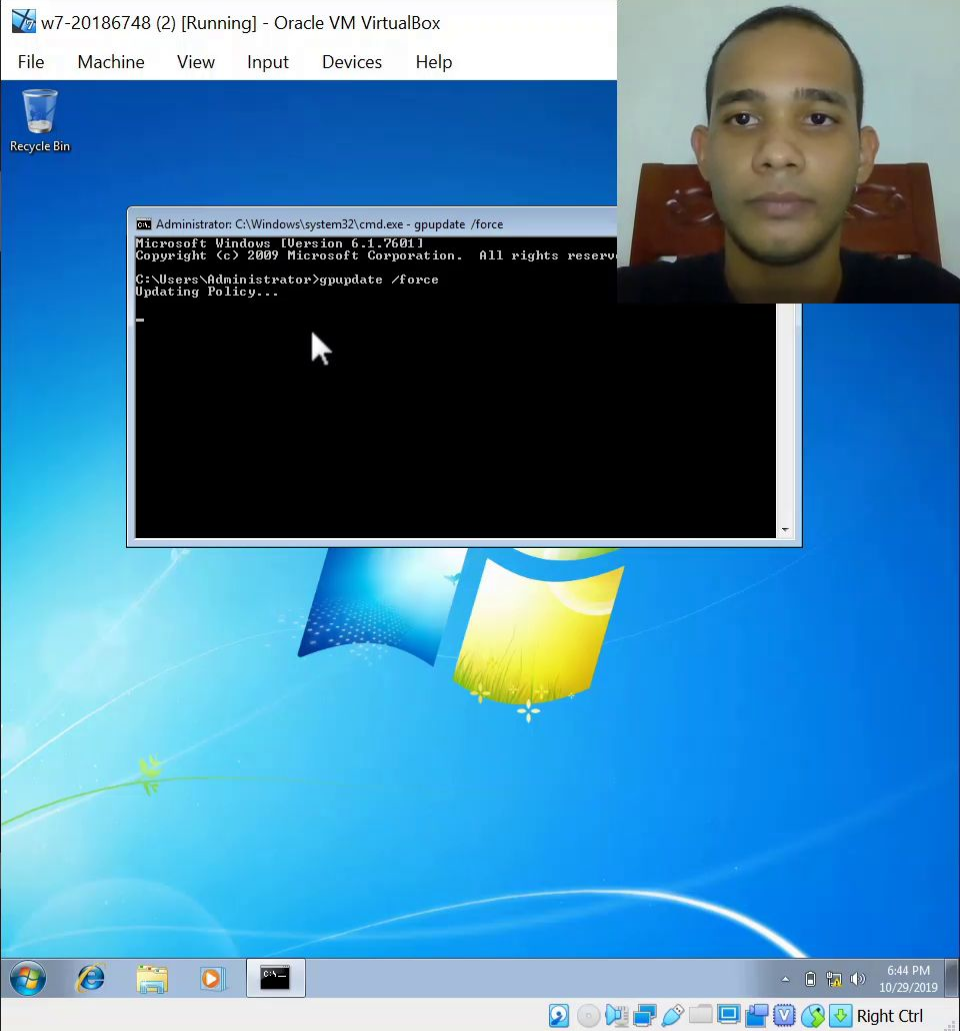 w7-20186748 (2) [Running] - Oracle VM VirtualBox
File Machine View Input Devices Help
Recycle Bin
Administrator: C:\Windows\system32\cmd.exe - gpupdate /force
Microsoft Windows [Version 6.1.7601]
Copyright (c) 2009 Microsoft Corporation. All rights reserv
C:\Users\Administrator>gpupdate /force
Updating Policy...
C:\
6:44 PM
10/29/2019
V
Right Ctrl